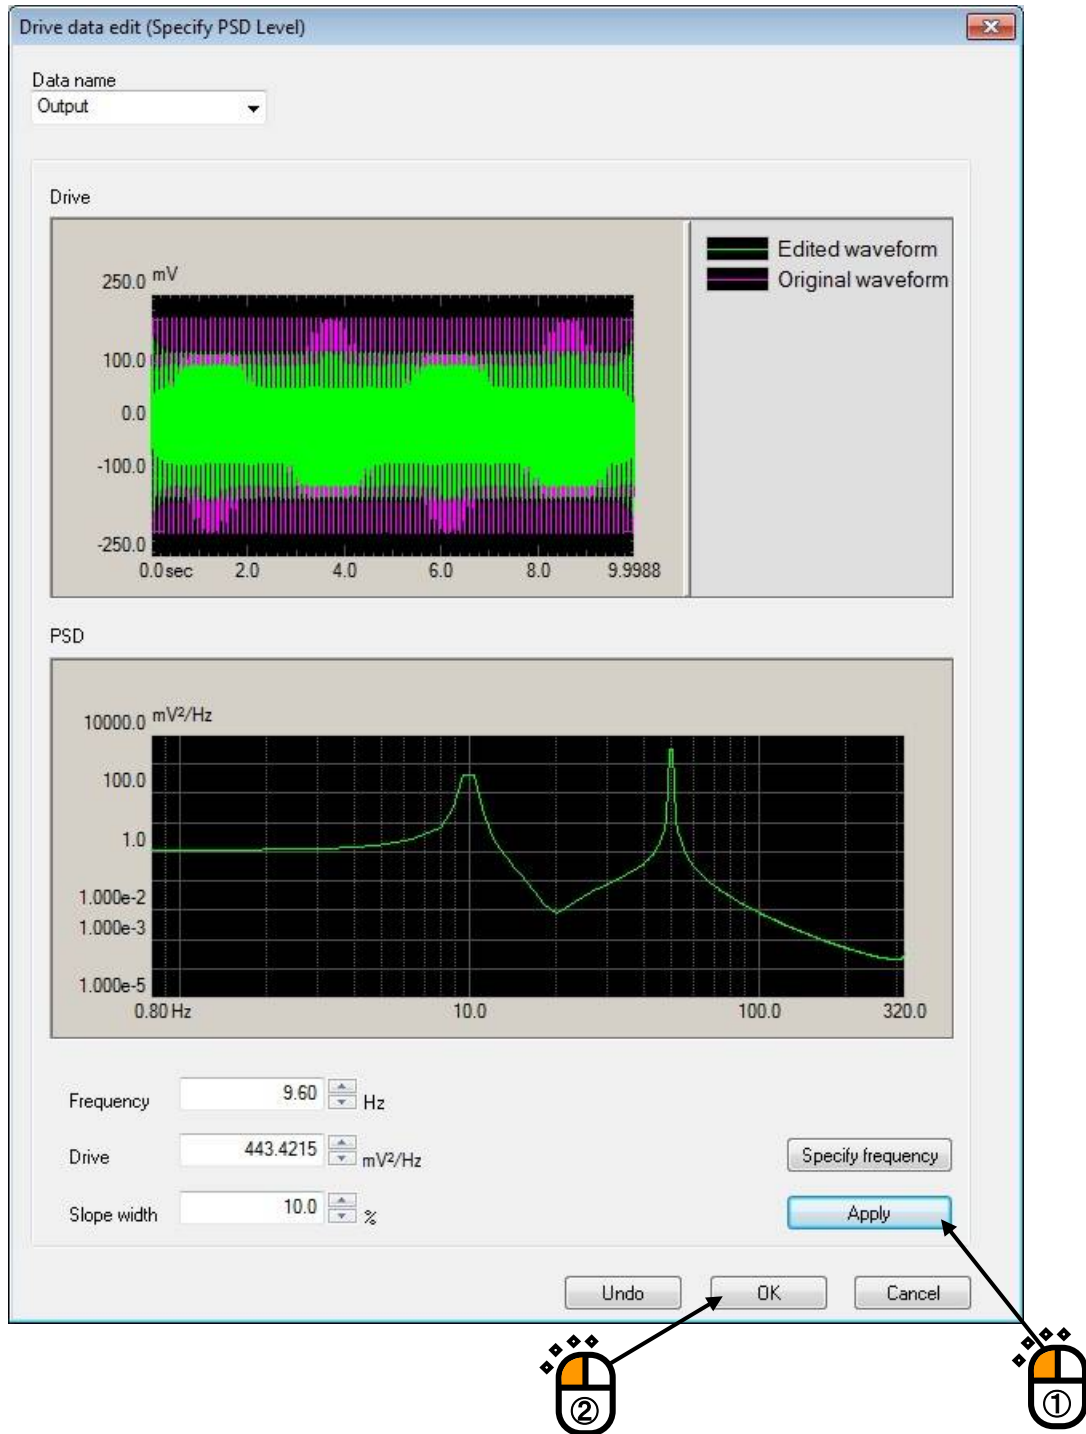 Drive data edit (Specify PSD Level)
Data name
Output
Drive
Edited waveform
Original waveform
250.0 mV
100.0
0.0
-100.0
-250.0
0.0sec 2.0 4.0 6.0 8.0 9.9988
PSD
10000.0 mV²/Hz
100.0
1.0
1.000e-2
1.000e-3
1.000e-5
0.80Hz 10.0 100.0 320.0
Frequency 9.60 Hz
Drive 443.4215 mV²/Hz
Specify frequency
Slope width 10.0 %
Apply
Undo OK Cancel
② ①